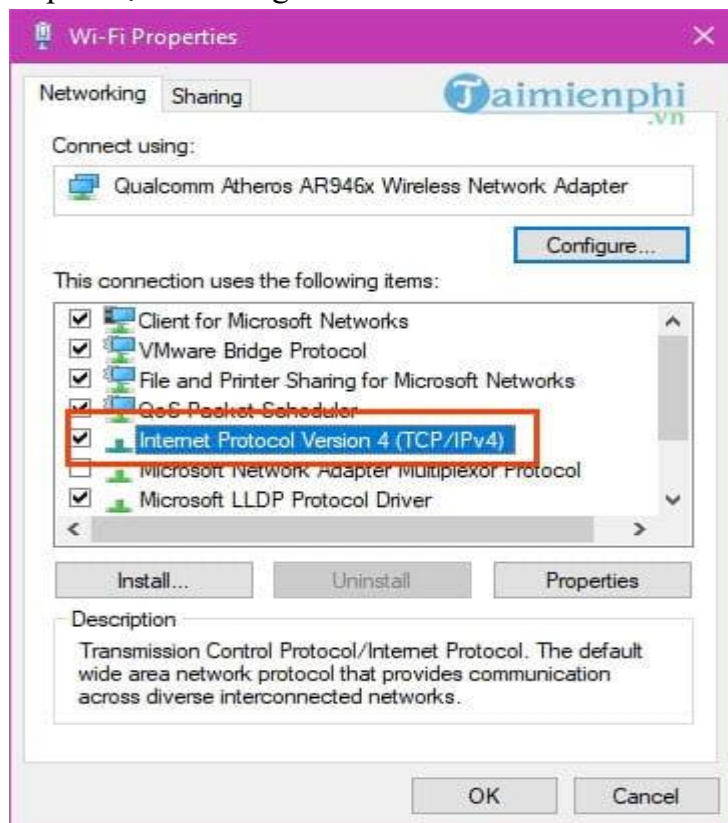 Wi-Fi Properties
Networking Sharing
Taimienphi
.vn
Connect using:
Qualcomm Atheros AR946x Wireless Network Adapter
Configure...
This connection uses the following items:
Client for Microsoft Networks
VMware Bridge Protocol
File and Printer Sharing for Microsoft Networks
QoS Packet Scheduler
Internet Protocol Version 4 (TCP/IPv4)
Microsoft Network Adapter Multiplexor Protocol
Microsoft LLDP Protocol Driver
Install... Uninstall Properties
Description
Transmission Control Protocol/Internet Protocol. The default
wide area network protocol that provides communication
across diverse interconnected networks.
OK Cancel